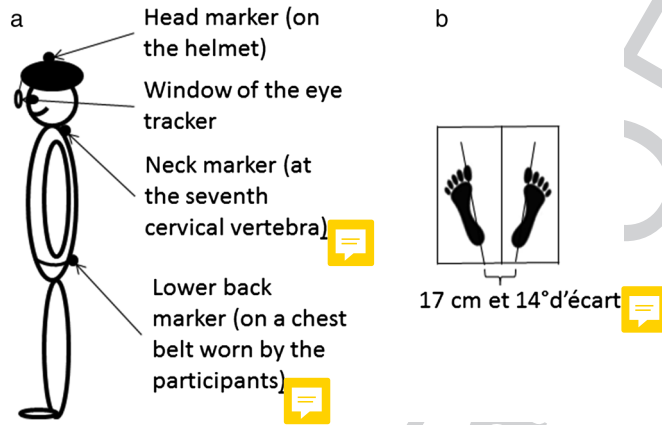 a
Head marker (on
the helmet)
Window of the eye
tracker
Neck marker (at
the seventh
cervical vertebra)
Lower back
marker (on a chest
belt worn by the
participants)
b
17 cm et 14°d'écart